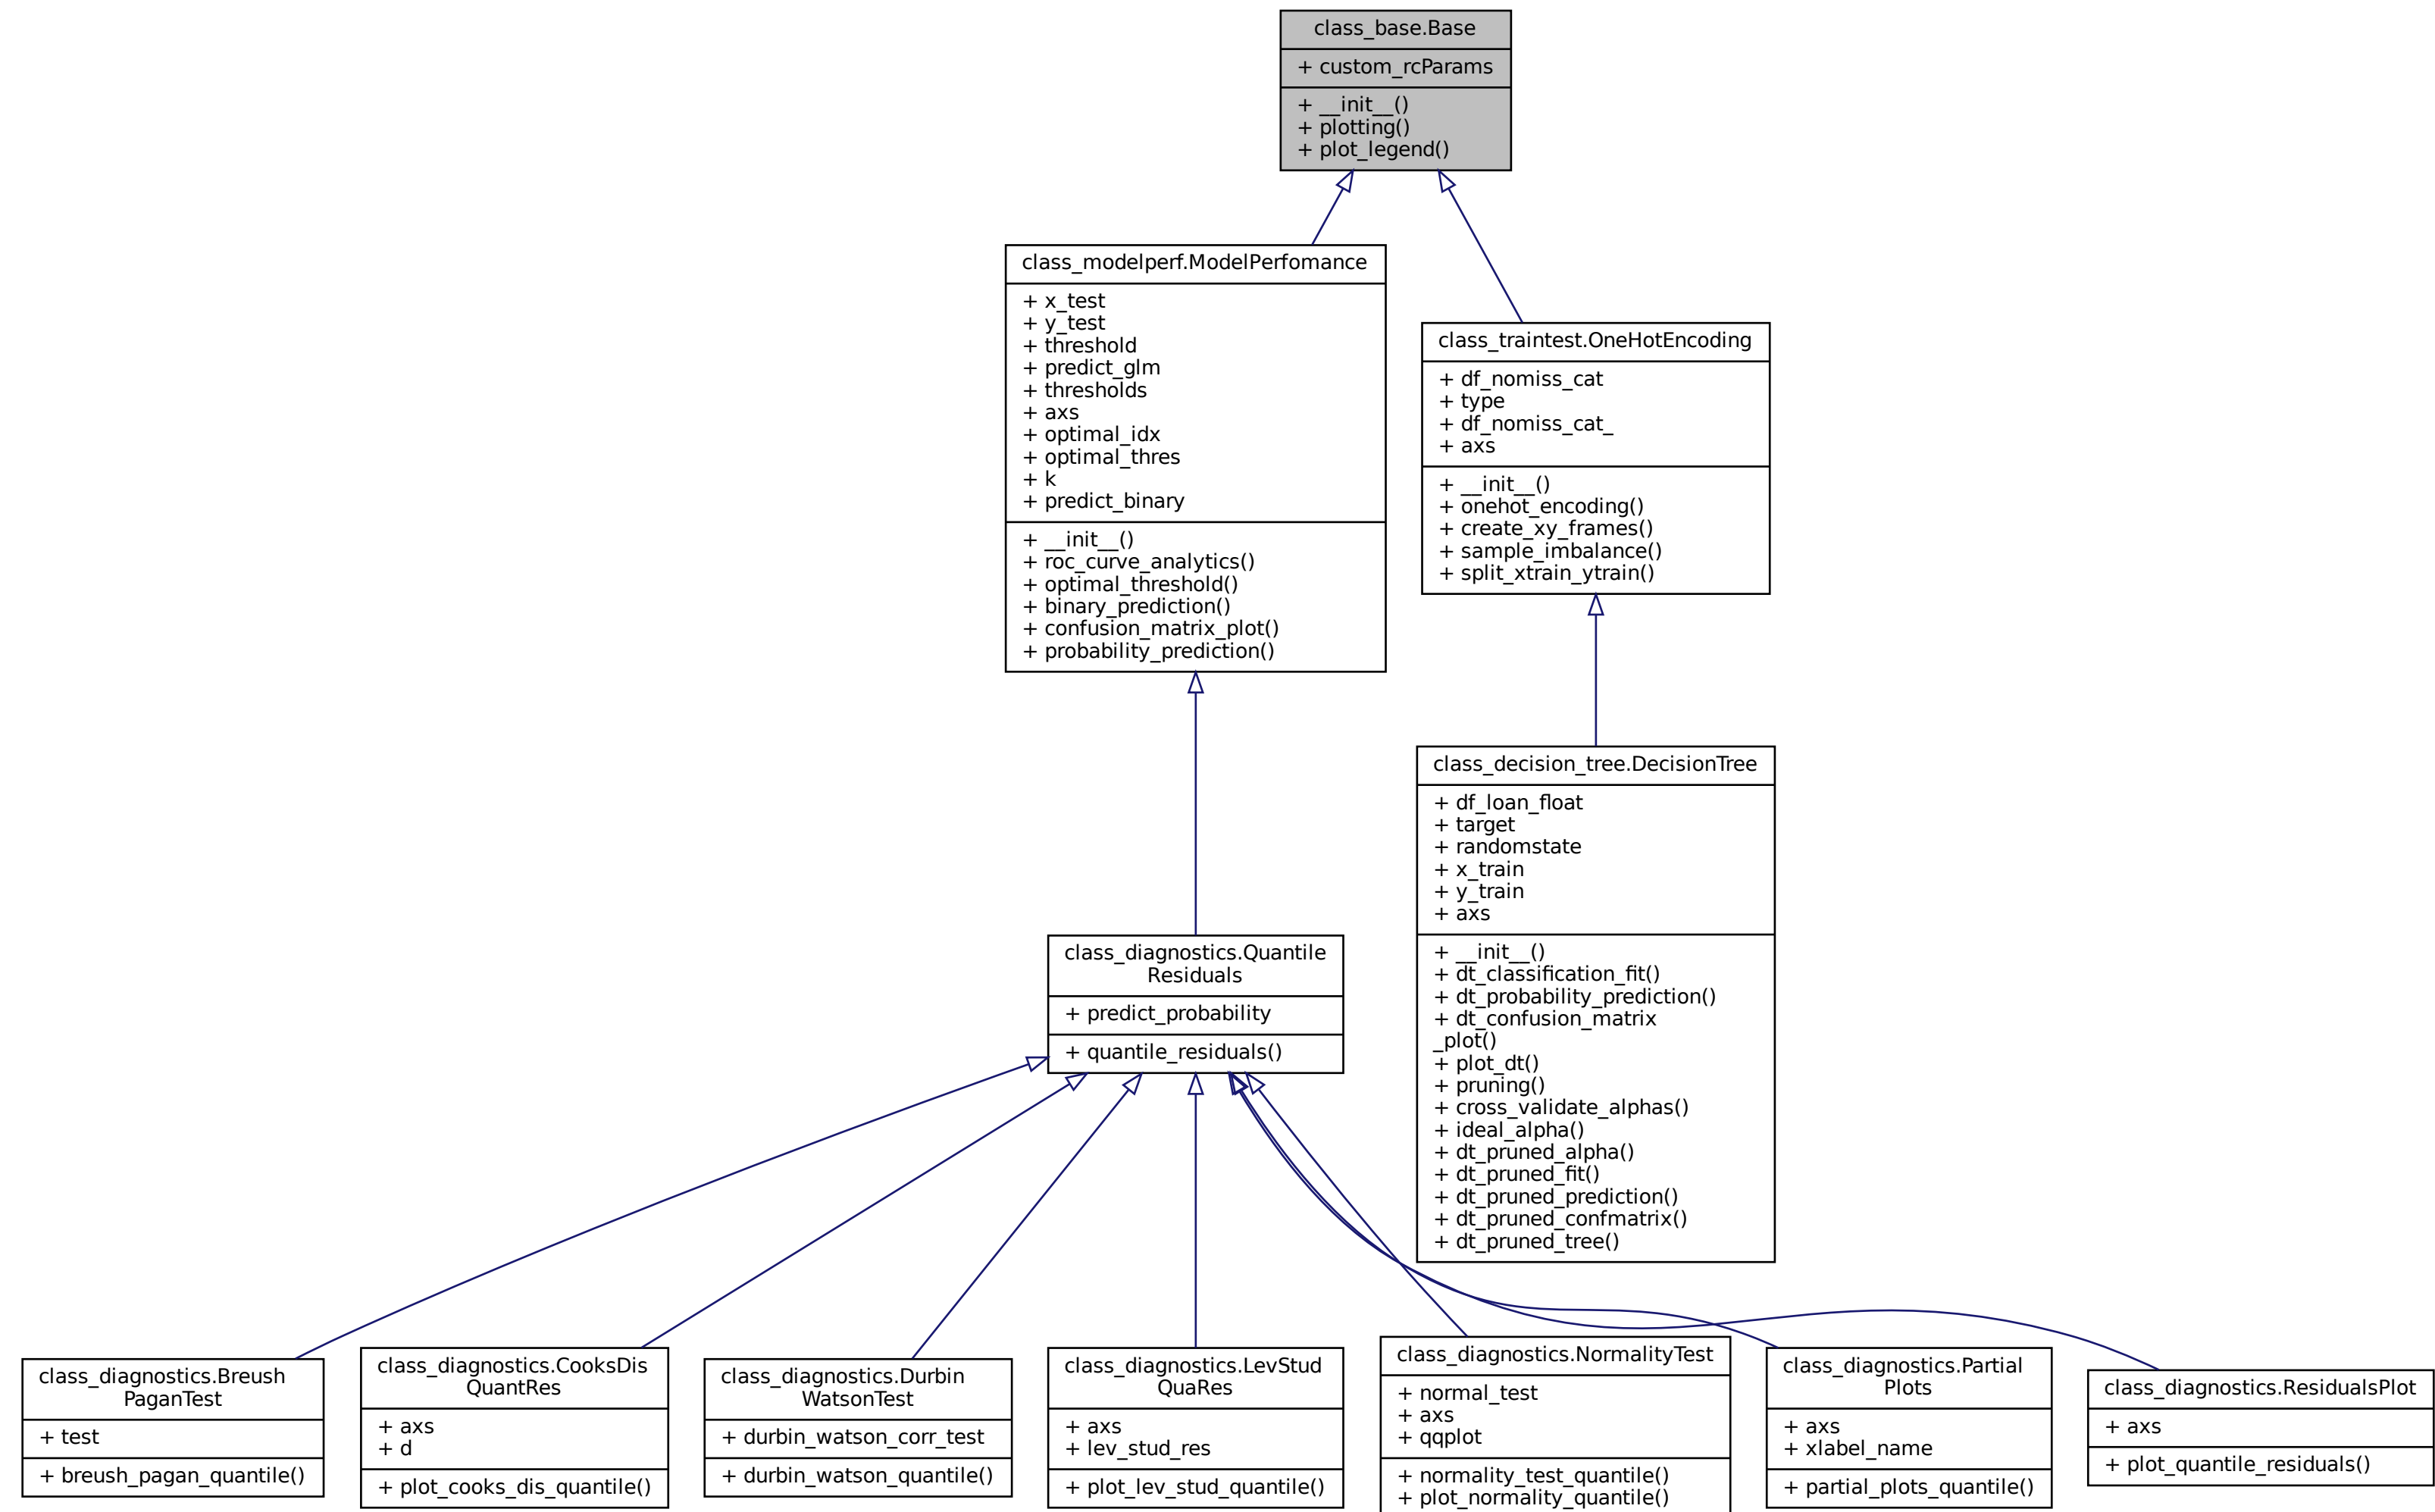 class_base.Base
+ custom_rcParams
+ __init__()
+ plotting()
+ plot_legend()
class_modelperf.ModelPerfomance
+ x_test
+ y_test
+ threshold
+ predict_glm
+ thresholds
+ axs
+ optimal_idx
+ optimal_thres
+ k
+ predict_binary
+ __init__()
+ roc_curve_analytics()
+ optimal_threshold()
+ binary_prediction()
+ confusion_matrix_plot()
+ probability_prediction()
class_traintest.OneHotEncoding
+ df_nomiss_cat
+ type
+ df_nomiss_cat_
+ axs
+ __init__()
+ onehot_encoding()
+ create_xy_frames()
+ sample_imbalance()
+ split_xtrain_ytrain()
class_decision_tree.DecisionTree
+ df_loan_float
+ target
+ randomstate
+ x_train
+ y_train
+ axs
+ __init__()
+ dt_classification_fit()
+ dt_probability_prediction()
+ dt_confusion_matrix
_plot()
+ plot_dt()
+ pruning()
+ cross_validate_alphas()
+ ideal_alpha()
+ dt_pruned_alpha()
+ dt_pruned_fit()
+ dt_pruned_prediction()
+ dt_pruned_confmatrix()
+ dt_pruned_tree()
class_diagnostics.Quantile
Residuals
+ predict_probability
+ quantile_residuals()
class_diagnostics.Breush
PaganTest
+ test
+ breush_pagan_quantile()
class_diagnostics.CooksDis
QuantRes
+ axs
+ d
+ plot_cooks_dis_quantile()
class_diagnostics.Durbin
WatsonTest
+ durbin_watson_corr_test
+ durbin_watson_quantile()
class_diagnostics.LevStud
QuaRes
+ axs
+ lev_stud_res
+ plot_lev_stud_quantile()
class_diagnostics.NormalityTest
+ normal_test
+ axs
+ qqplot
+ normality_test_quantile()
+ plot_normality_quantile()
class_diagnostics.Partial
Plots
+ axs
+ xlabel_name
+ partial_plots_quantile()
class_diagnostics.ResidualsPlot
+ axs
+ plot_quantile_residuals()